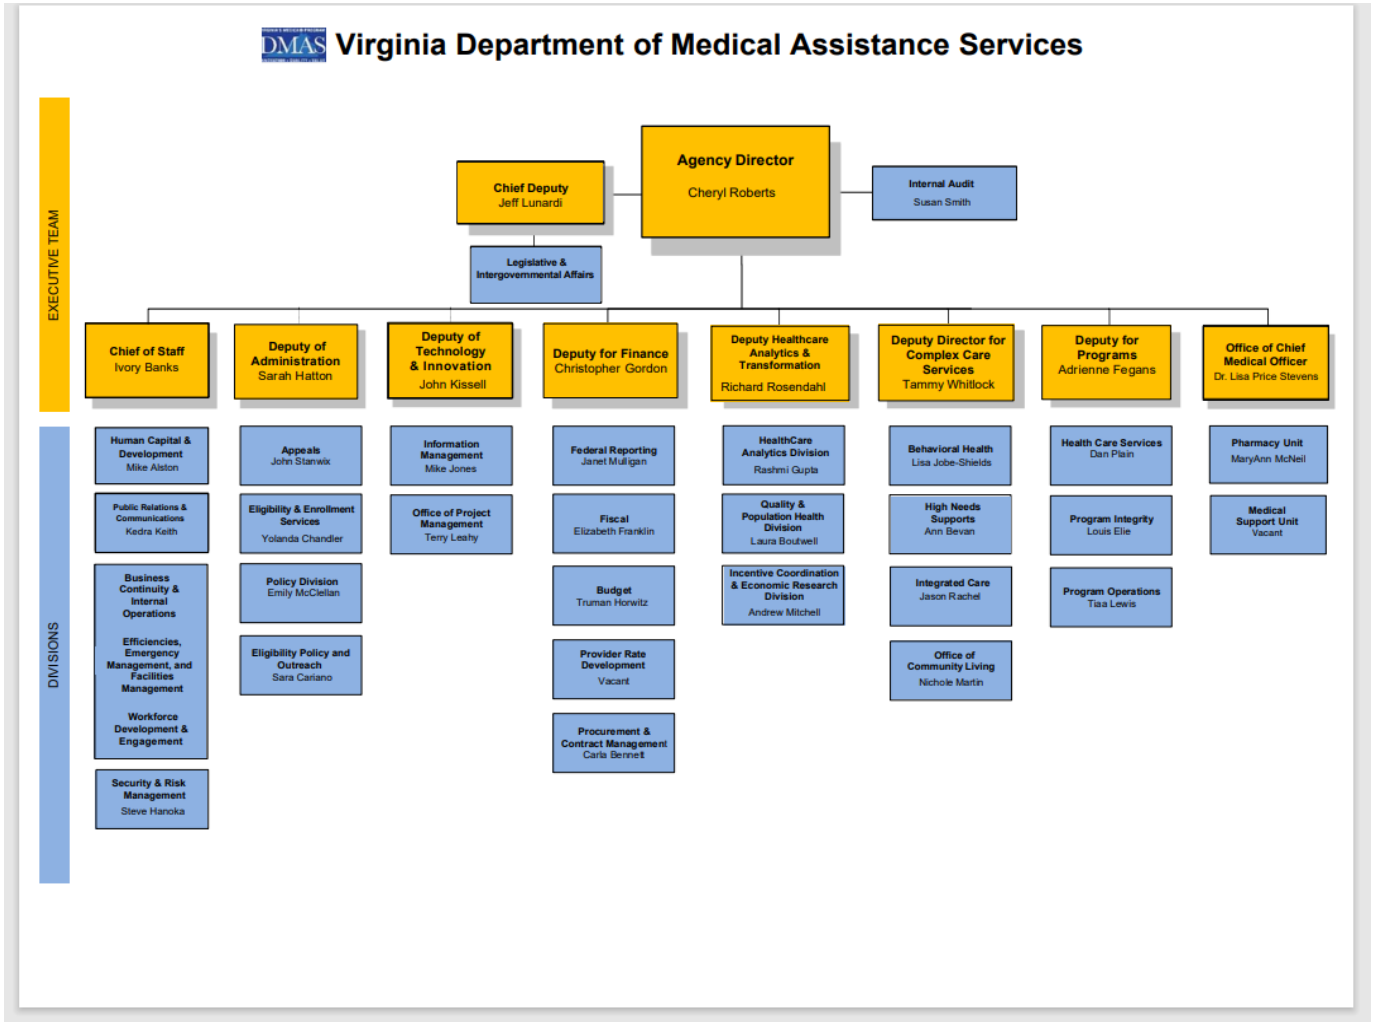 DMAS
Virginia Department of Medical Assistance Services
EXECUTIVE TEAM
Agency Director
Cheryl Roberts
Chief Deputy
Jeff Lunardi
Internal Audit
Susan Smith
Legislative &
Intergovernmental Affairs
Chief of Staff
Ivory Banks
Deputy of
Administration
Sarah Hatton
Deputy of
Technology
& Innovation
John Kissell
Deputy for Finance
Christopher Gordon
Deputy Healthcare
Analytics &
Transformation
Richard Rosendahl
Deputy Director for
Complex Care
Services
Tammy Whitlock
Deputy for
Programs
Adrienne Fegans
Office of Chief
Medical Officer
Dr. Lisa Price Stevens
DIVISIONS
Human Capital &
Development
Mike Alston
Public Relations &
Communications
Kedra Keith
Business
Continuity &
Internal
Operations
Efficiencies,
Emergency
Management, and
Facilities
Management
Workforce
Development &
Engagement
Security & Risk
Management
Steve Hanoka
Appeals
John Stanwix
Eligibility & Enrollment
Services
Yolanda Chandler
Policy Division
Emily McClellan
Eligibility Policy and
Outreach
Sara Cariano
Information
Management
Mike Jones
Office of Project
Management
Terry Leahy
Federal Reporting
Janet Mulligan
Fiscal
Elizabeth Franklin
Budget
Truman Horwitz
Provider Rate
Development
Vacant
Procurement &
Contract Management
Carla Bennett
HealthCare
Analytics Division
Rashmi Gupta
Quality &
Population Health
Division
Laura Boutwell
Incentive Coordination
& Economic Research
Division
Andrew Mitchell
Behavioral Health
Lisa Jobe-Shields
High Needs
Supports
Ann Bevan
Integrated Care
Jason Rachel
Office of
Community Living
Nichole Martin
Health Care Services
Dan Plain
Program Integrity
Louis Elie
Program Operations
Tiaa Lewis
Pharmacy Unit
MaryAnn McNeil
Medical
Support Unit
Vacant